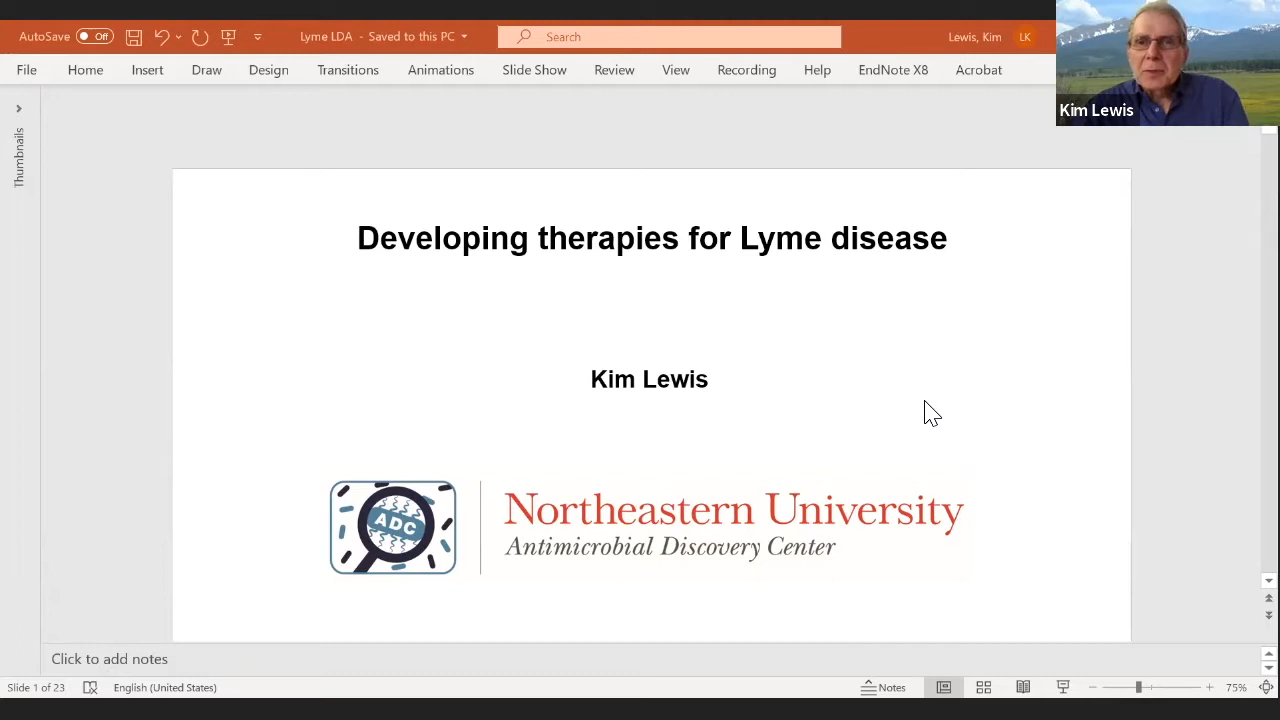 AutoSave Off Lyme LDA - Saved to this PC Search Lewis, Kim LK
File Home Insert Draw Design Transitions Animations Slide Show Review View Recording Help EndNote X8 Acrobat
Kim Lewis
Thumbnails
Developing therapies for Lyme disease
Kim Lewis
ADC
Northeastern University
Antimicrobial Discovery Center
Click to add notes
Slide 1 of 23 English (United States) Notes 75%